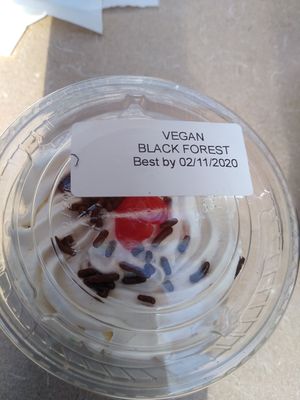 VEGAN
BLACK FOREST
Best by 02/11/2020